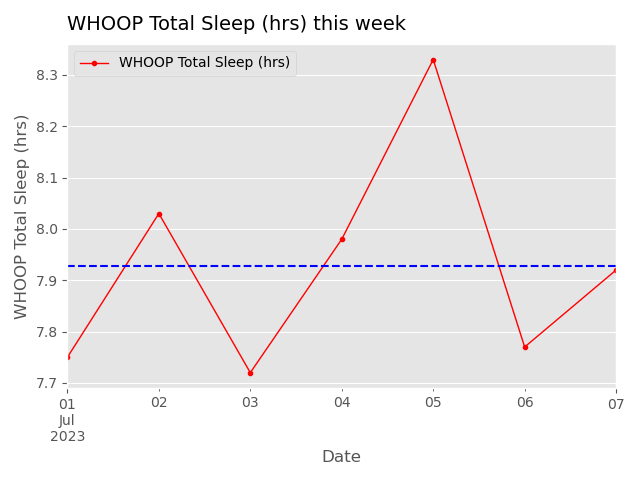 WHOOP Total Sleep (hrs) this week
WHOOP Total Sleep (hrs)
WHOOP Total Sleep (hrs)
8.3
8.2
8.1
8.0
7.9
7.8
7.7
01 02 03 04 05 06 07
Jul
2023
Date